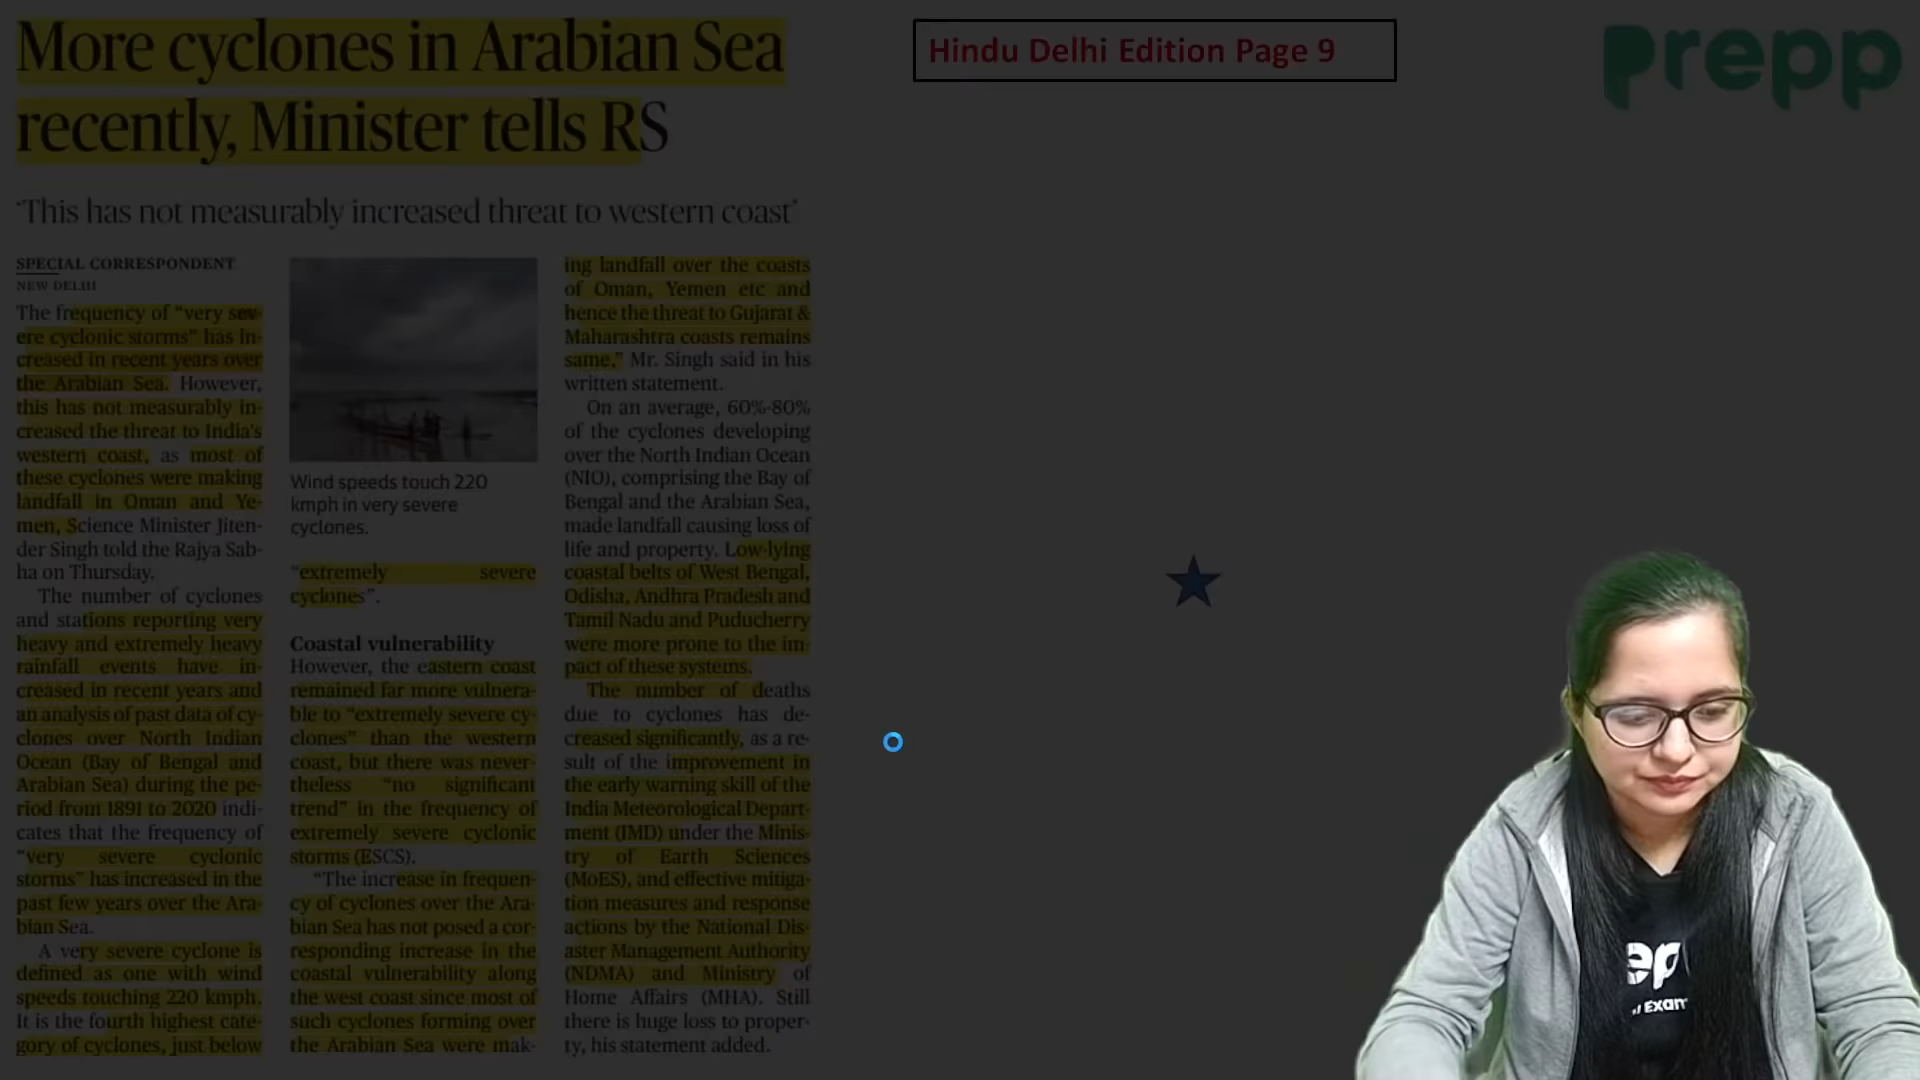 More cyclones in Arabian Sea
recently, Minister tells RS
'This has not measurably increased threat to western coast'
SPECIAL CORRESPONDENT
NEW DELHI
The frequency of "very sev-
ere cyclonic storms" has in-
creased in recent years over
the Arabian Sea. However,
this has not measurably in-
creased the threat to India's
western coast, as most of
these cyclones were making
landfall in Oman and Ye-
men, Science Minister Jiten-
der Singh told the Rajya Sab-
ha on Thursday.
The number of cyclones
and stations reporting very
heavy and extremely heavy
rainfall events have in-
creased in recent years and
an analysis of past data of cy-
clones over North Indian
Ocean (Bay of Bengal and
Arabian Sea) during the pe-
riod from 1891 to 2020 indi-
cates that the frequency of
"very severe cyclonic
storms" has increased in the
past few years over the Ara-
bian Sea.
A very severe cyclone is
defined as one with wind
speeds touching 220 kmph.
It is the fourth highest cate-
gory of cyclones, just below
Wind speeds touch 220
kmph in very severe
cyclones.
"extremely severe
cyclones".
Coastal vulnerability
However, the eastern coast
remained far more vulnera-
ble to "extremely severe cy-
clones" than the western
coast, but there was never-
theless "no significant
trend" in the frequency of
extremely severe cyclonic
storms (ESCS).
"The increase in frequen-
cy of cyclones over the Ara-
bian Sea has not posed a cor-
responding increase in the
coastal vulnerability along
the west coast since most of
such cyclones forming over
the Arabian Sea were mak-
ing landfall over the coasts
of Oman, Yemen etc and
hence the threat to Gujarat &
Maharashtra coasts remains
same," Mr. Singh said in his
written statement.
On an average, 60%-80%
of the cyclones developing
over the North Indian Ocean
(NIO), comprising the Bay of
Bengal and the Arabian Sea,
made landfall causing loss of
life and property. Low-lying
coastal belts of West Bengal,
Odisha, Andhra Pradesh and
Tamil Nadu and Puducherry
were more prone to the im-
pact of these systems.
The number of deaths
due to cyclones has de-
creased significantly, as a re-
sult of the improvement in
the early warning skill of the
India Meteorological Depart-
ment (IMD) under the Minis-
try of Earth Sciences
(MoES), and effective mitiga-
tion measures and response
actions by the National Dis-
aster Management Authority
(NDMA) and Ministry of
Home Affairs (MHA). Still
there is huge loss to proper-
ty, his statement added.
Hindu Delhi Edition Page 9
prepp
ep
Exam